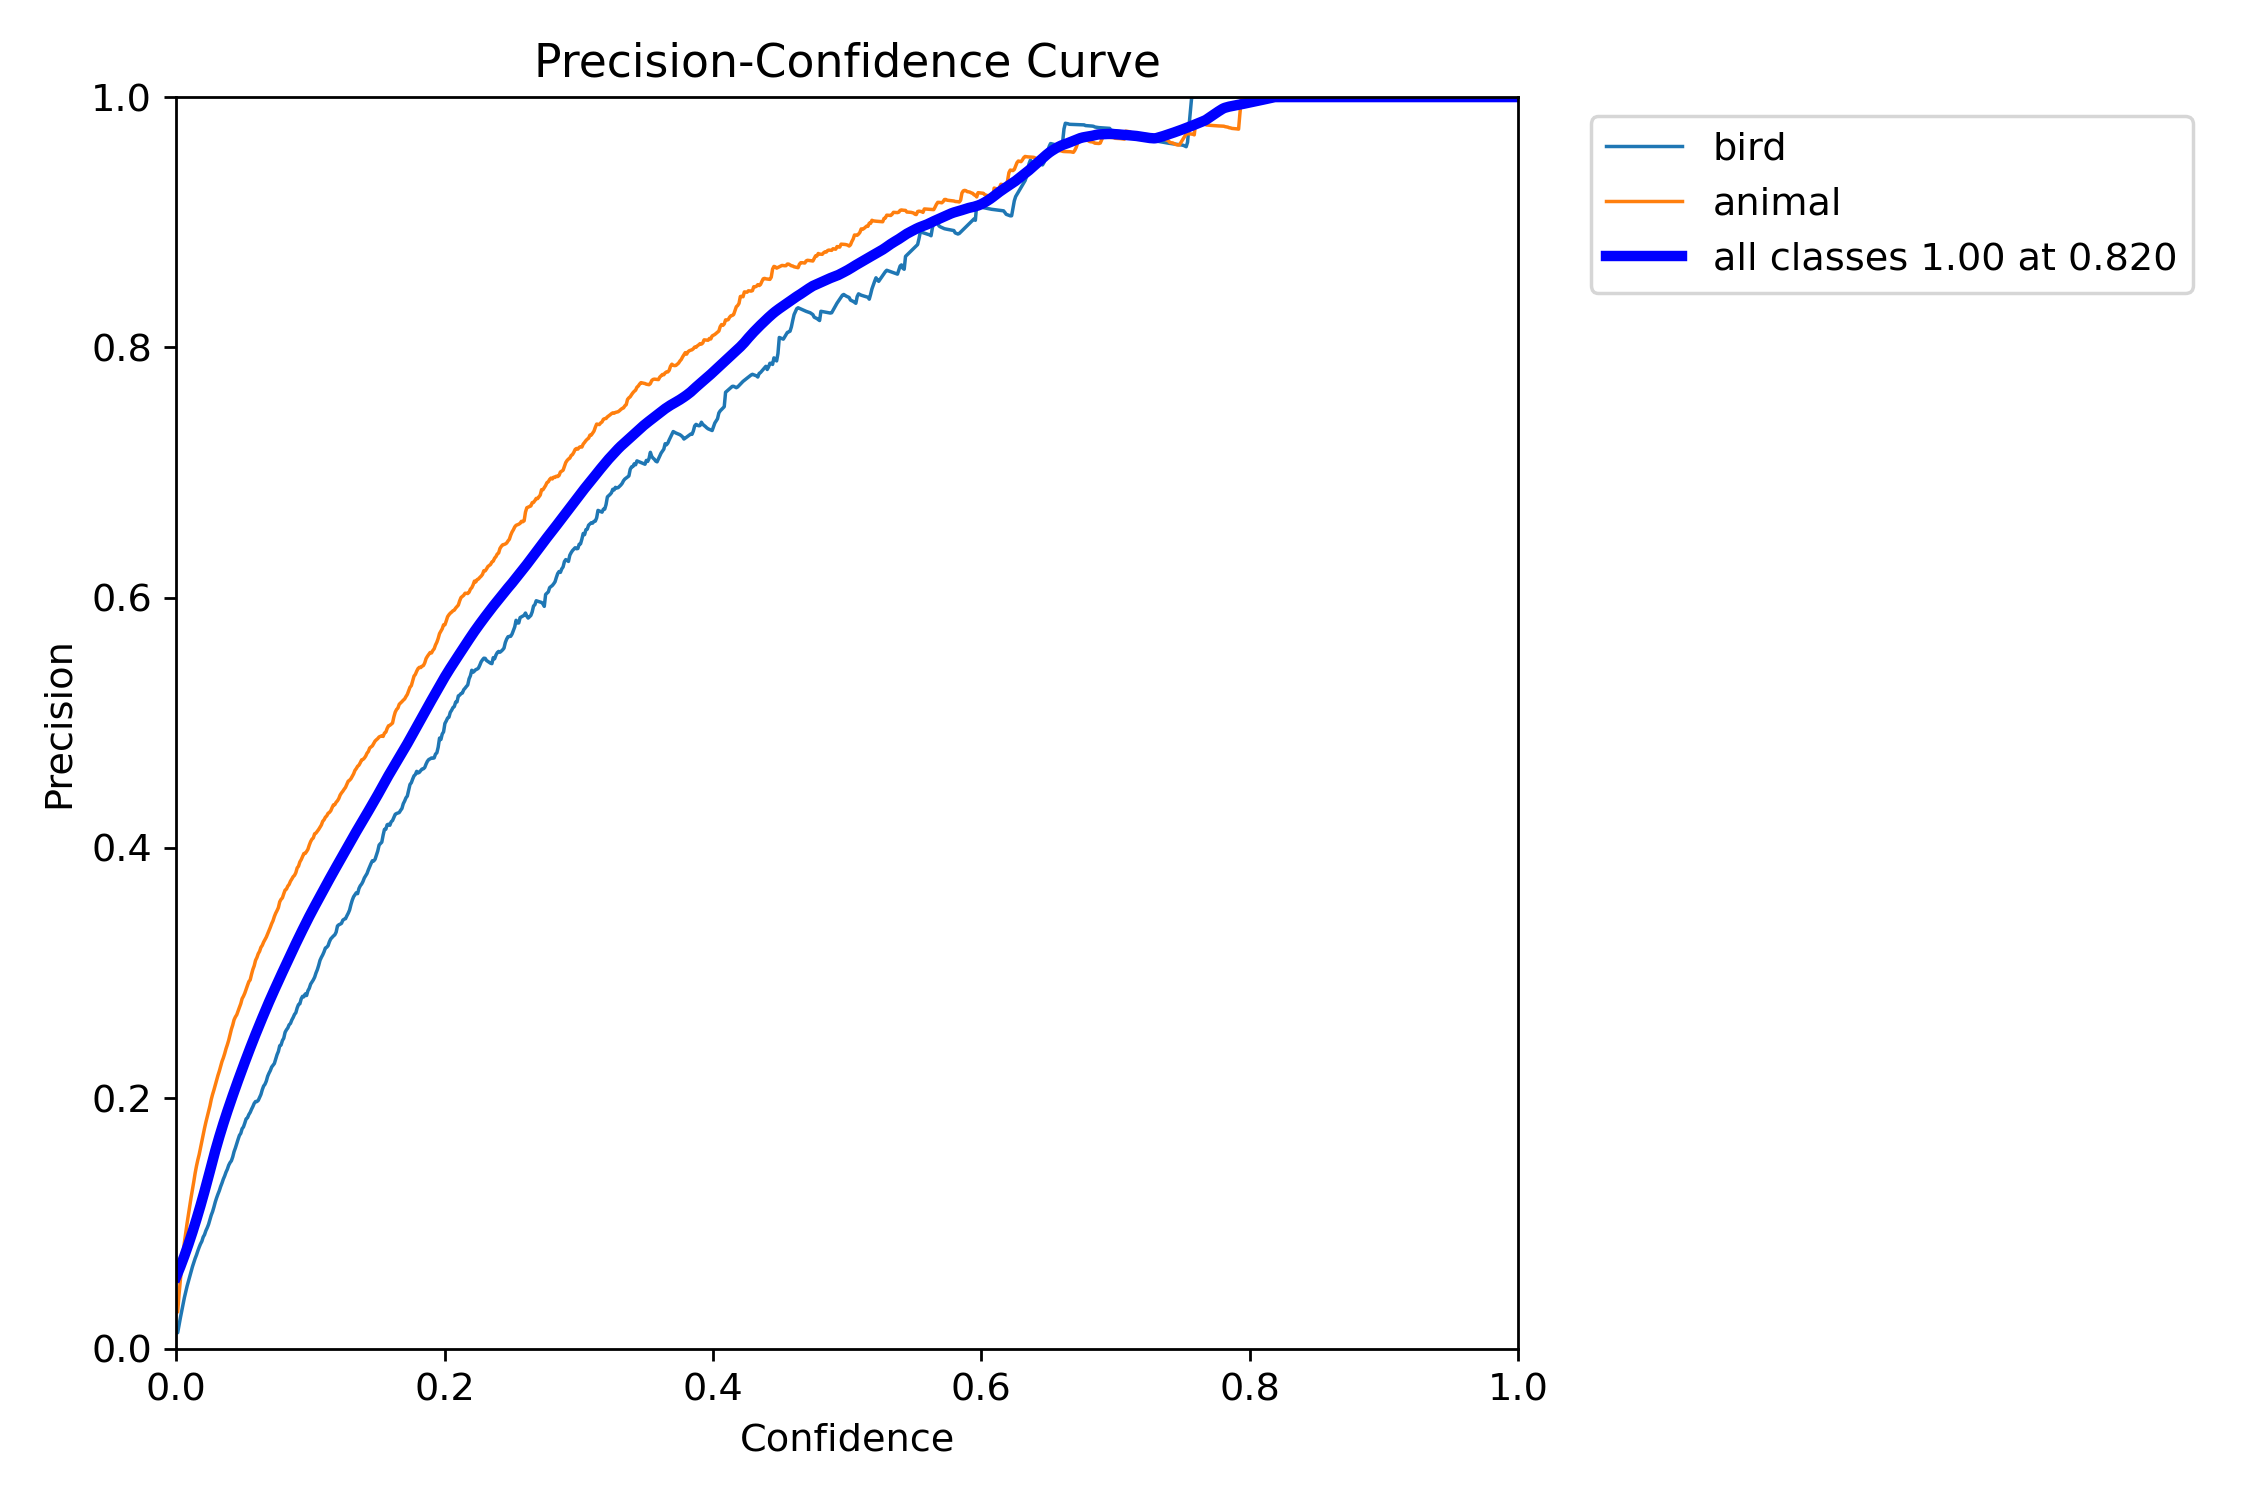 Precision-Confidence Curve
1.0
0.8
0.6
0.4
0.2
0.0
Precision
0.0 0.2 0.4 0.6 0.8 1.0
Confidence
bird
animal
all classes 1.00 at 0.820